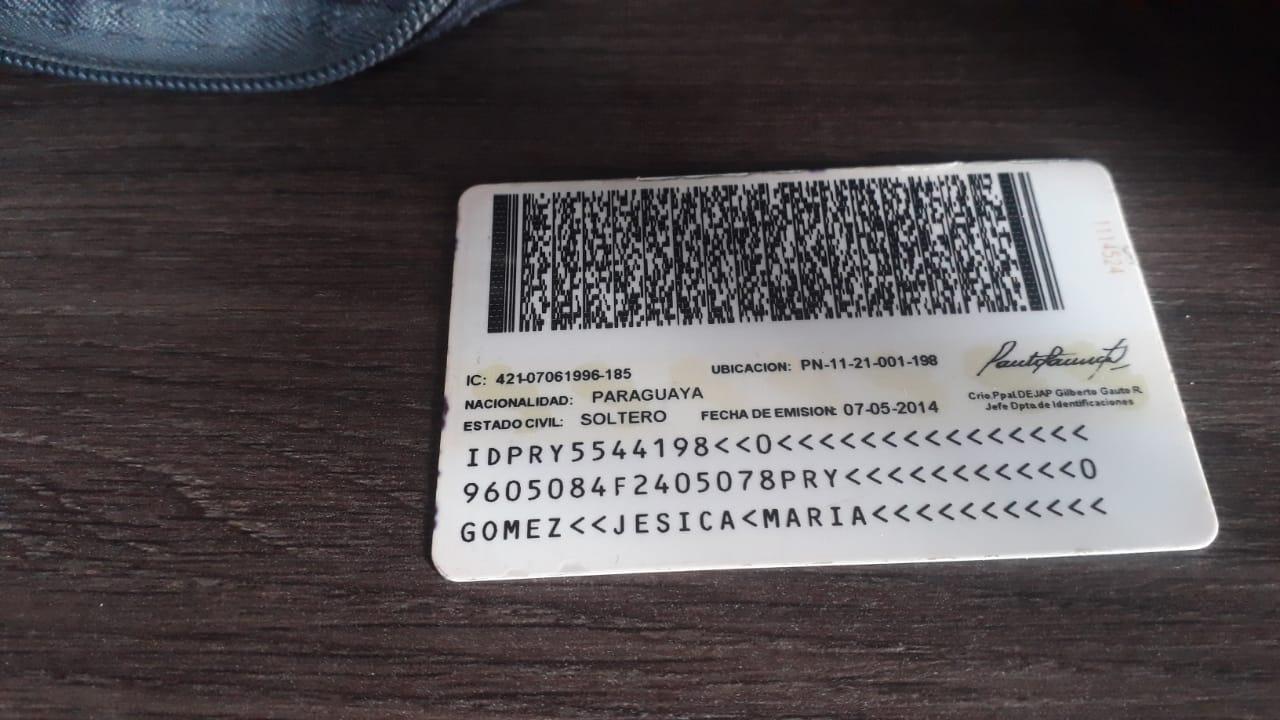 1114524
IC: 421-07061996-185
UBICACION: PN-11-21-001-198
NACIONALIDAD: PARAGUAYA
ESTADO CIVIL: SOLTERO
FECHA DE EMISION: 07-05-2014
Crio.Ppal.DEJAP Gilberto Gauto R.
Jefe Dpto.de Identificaciones
IDPRY5544198<<0<<<<<<<<<<<<<<<
9605084F2405078PRY<<<<<<<<<<<0
GOMEZ<<JESICA<MARIA<<<<<<<<<<<